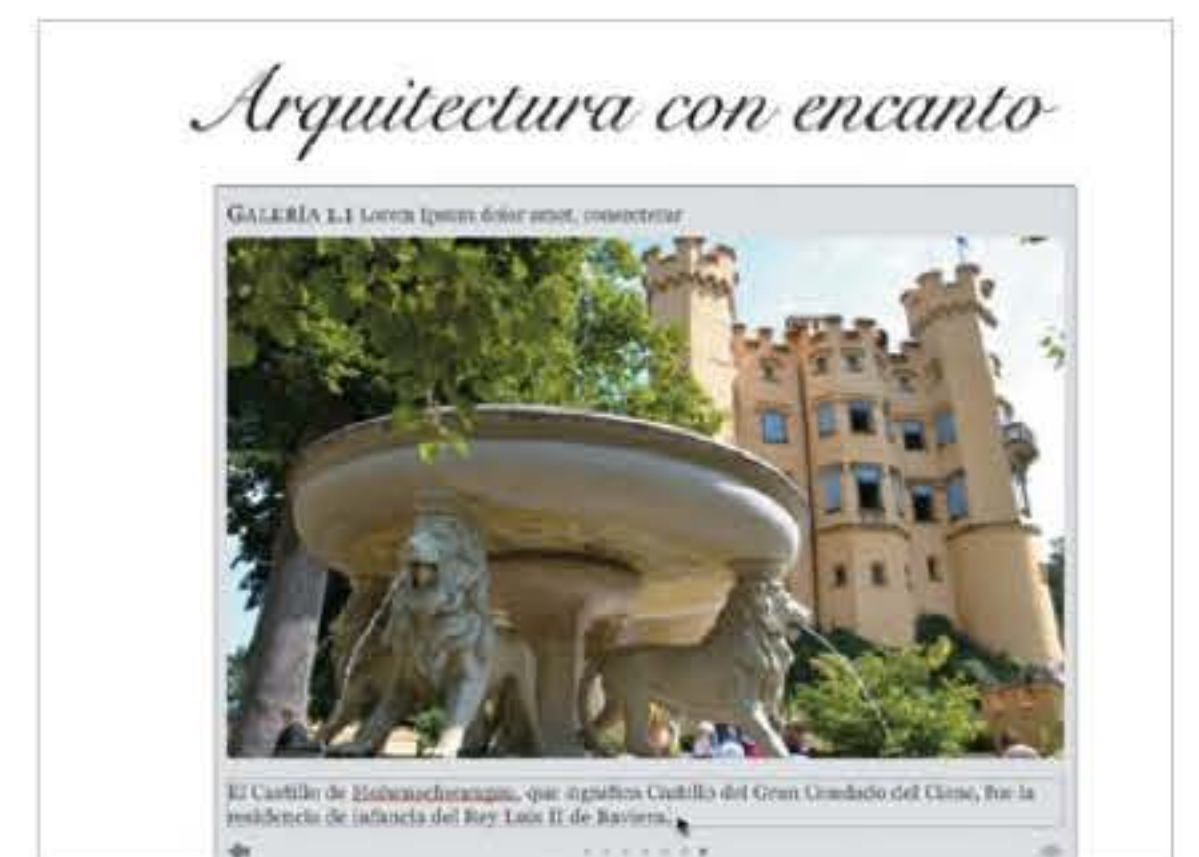 Arquitectura con encanto
GALERÍA 1.1 Lorem Ipsum dolor amet, consectetur
El Castillo de Hohenschwangau, que significa Castillo del Gran Condado del Cisne, fue la
residencia de infancia del Rey Luis II de Baviera.